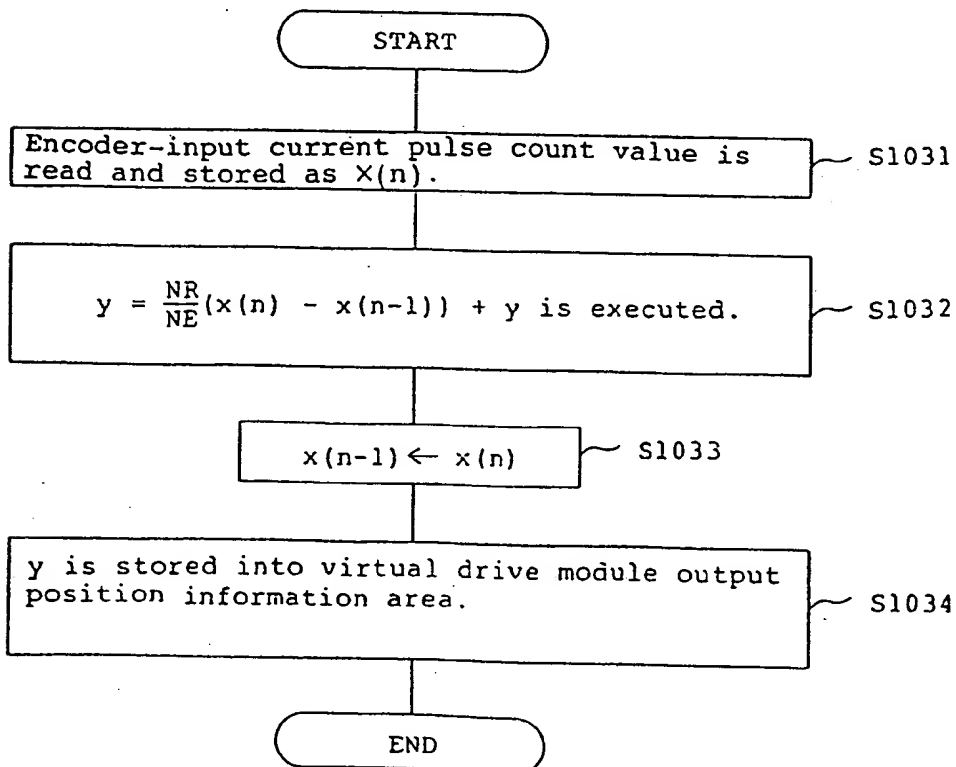 START
Encoder-input current pulse count value is
read and stored as X(n).
S1031
y = NR/NE (x(n) - x(n-1)) + y is executed.
S1032
x(n-1) ← x(n)
S1033
y is stored into virtual drive module output
position information area.
S1034
END